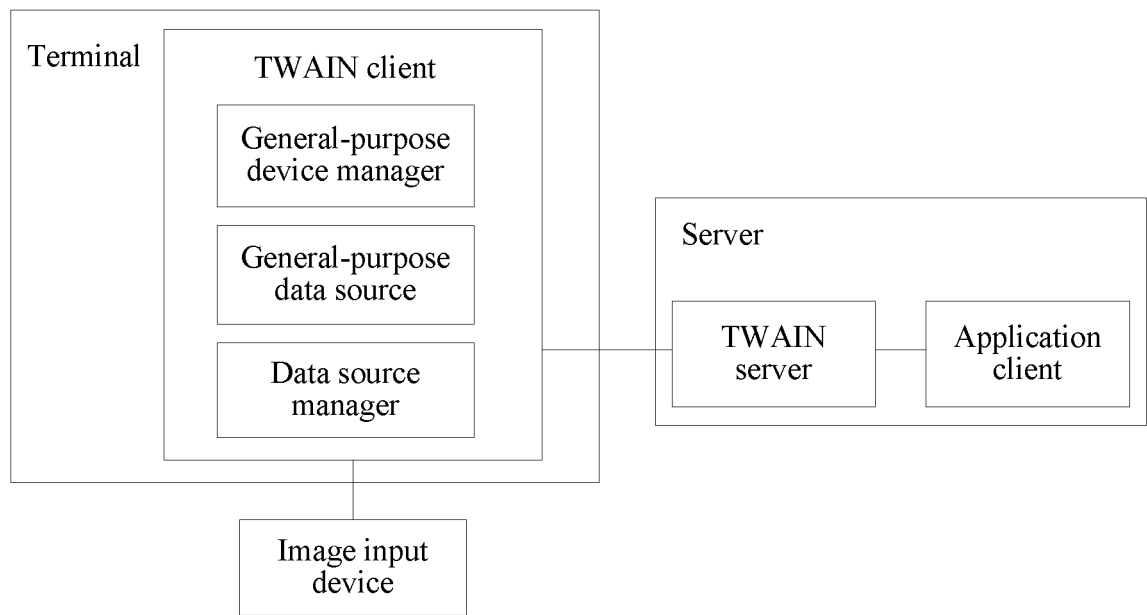 Terminal
TWAIN client
General-purpose
device manager
General-purpose
data source
Data source
manager
Image input
device
Server
TWAIN
server
Application
client